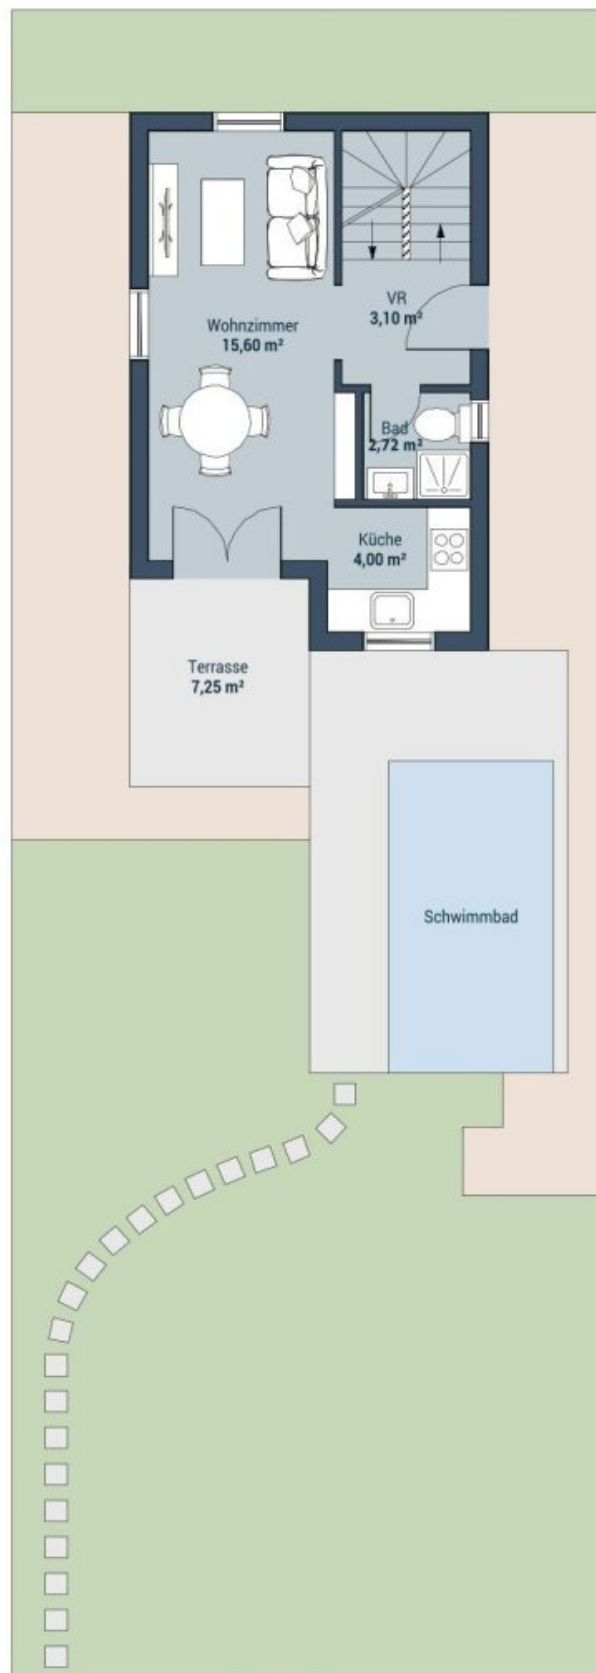 VR
3,10 m²
Wohnzimmer
15,60 m²
Bad
2,72 m²
Küche
4,00 m²
Terrasse
7,25 m²
Schwimmbad